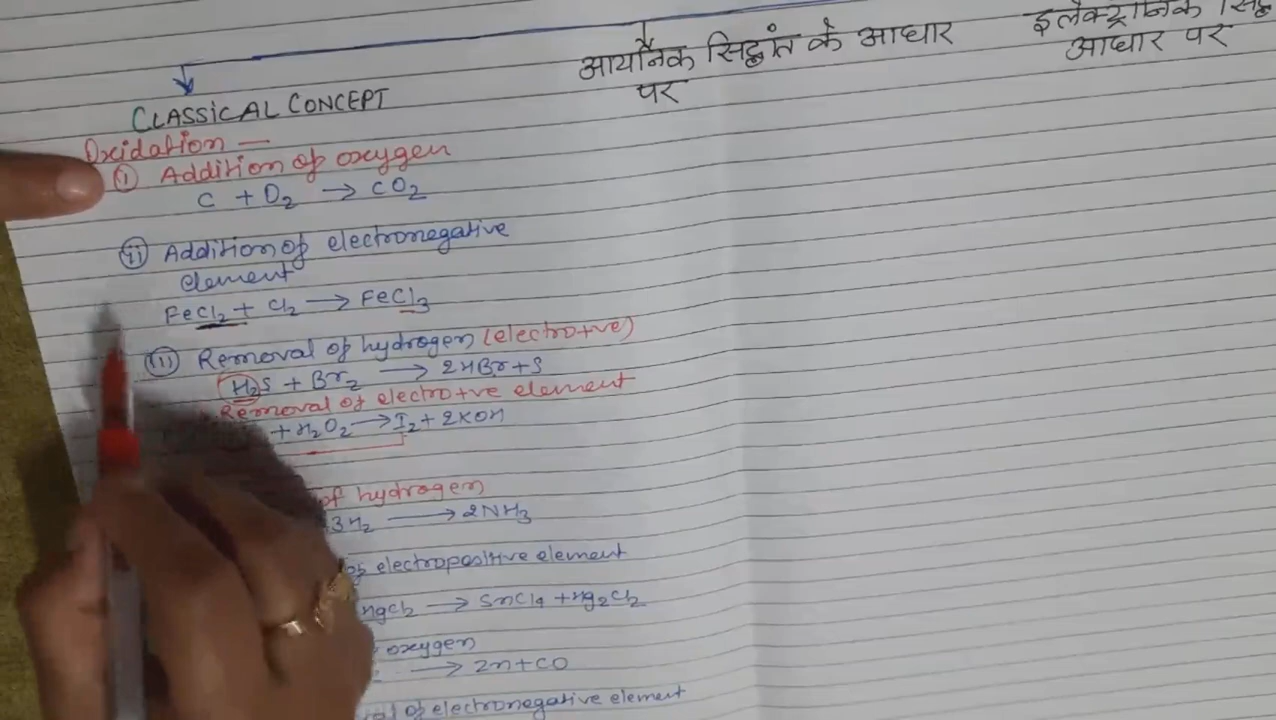 आयनिक सिद्धांत के आधार
पर
इलेक्ट्रॉनिक
आधार पर
CLASSICAL CONCEPT
Oxidation —
(i) Addition of oxygen
C + O2 → CO2
(ii) Addition of electronegative
element
FeCl2 + Cl2 → FeCl3
(iii) Removal of hydrogen (electro+ve)
H2S + Br2 → 2HBr + S
Removal of electro+ve element
+ H2O2 → I2 + 2KOH
of hydrogen
3H2 → 2NH3
of electropositive element
HgCl2 → SnCl4 + Hg2Cl2
oxygen
→ Zn + CO
of electronegative element